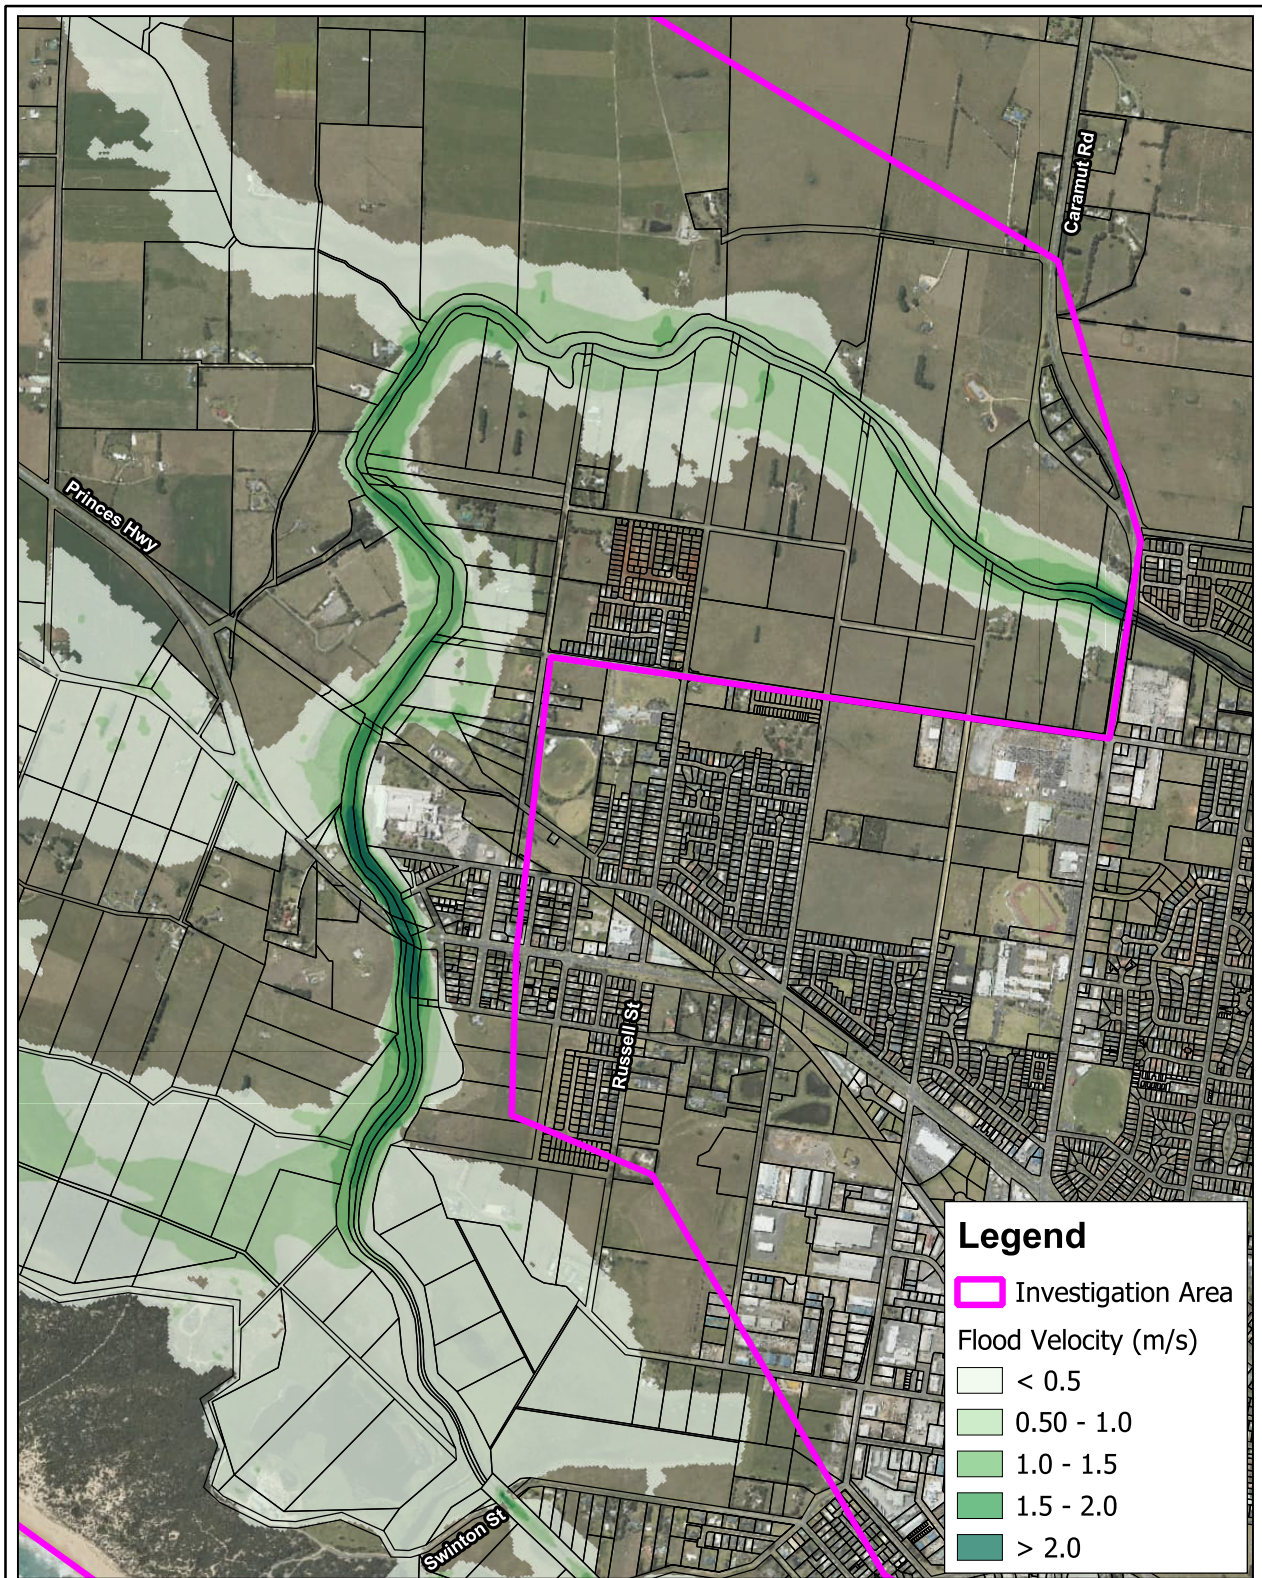 Caramut Rd
Princes Hwy
Russell St
Swinton St
Legend
Investigation Area
Flood Velocity (m/s)
< 0.5
0.50 - 1.0
1.0 - 1.5
1.5 - 2.0
> 2.0